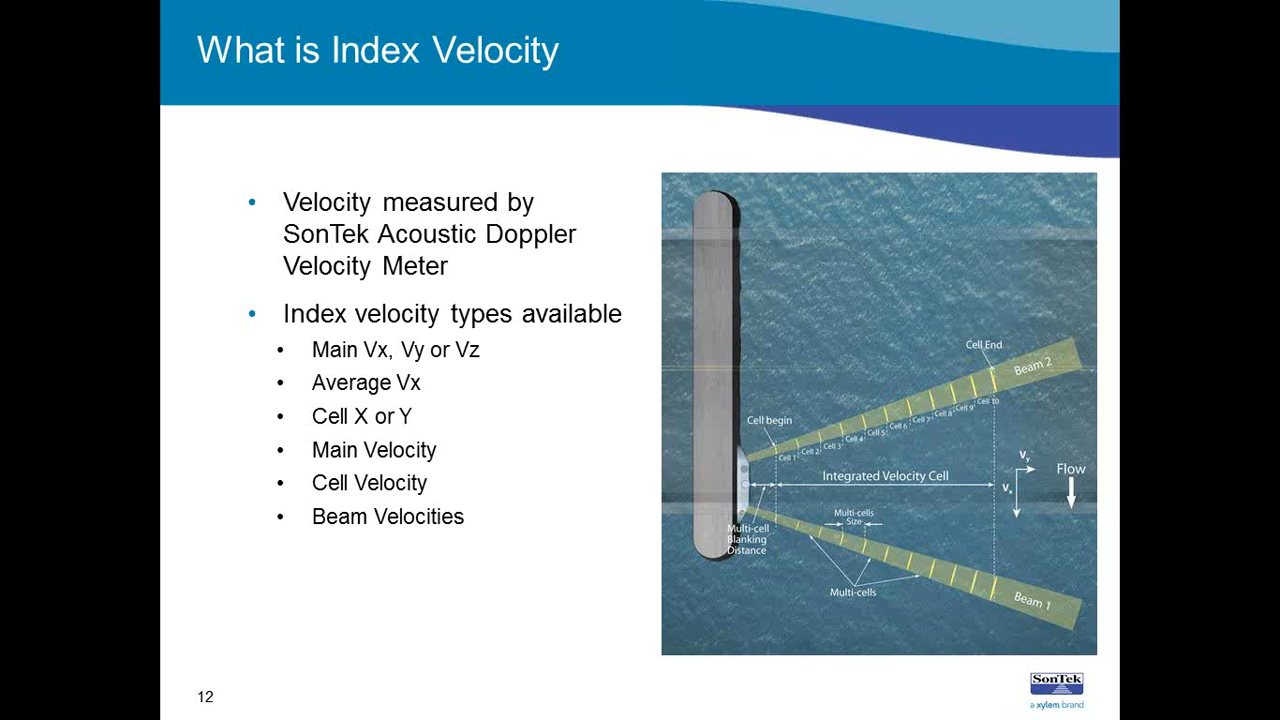 What is Index Velocity
• Velocity measured by
SonTek Acoustic Doppler
Velocity Meter
• Index velocity types available
• Main Vx, Vy or Vz
• Average Vx
• Cell X or Y
• Main Velocity
• Cell Velocity
• Beam Velocities
Cell End
Beam 2
Cell begin
Cell 1
Cell 2
Cell 3
Cell 4
Cell 5
Cell 6
Cell 7
Cell 8
Cell 9
Cell 10
Integrated Velocity Cell
Vy
Vx
Flow
Multi-cell
Blanking
Distance
Multi-cells
Size
Multi-cells
Beam 1
12
SonTek
a xylem brand